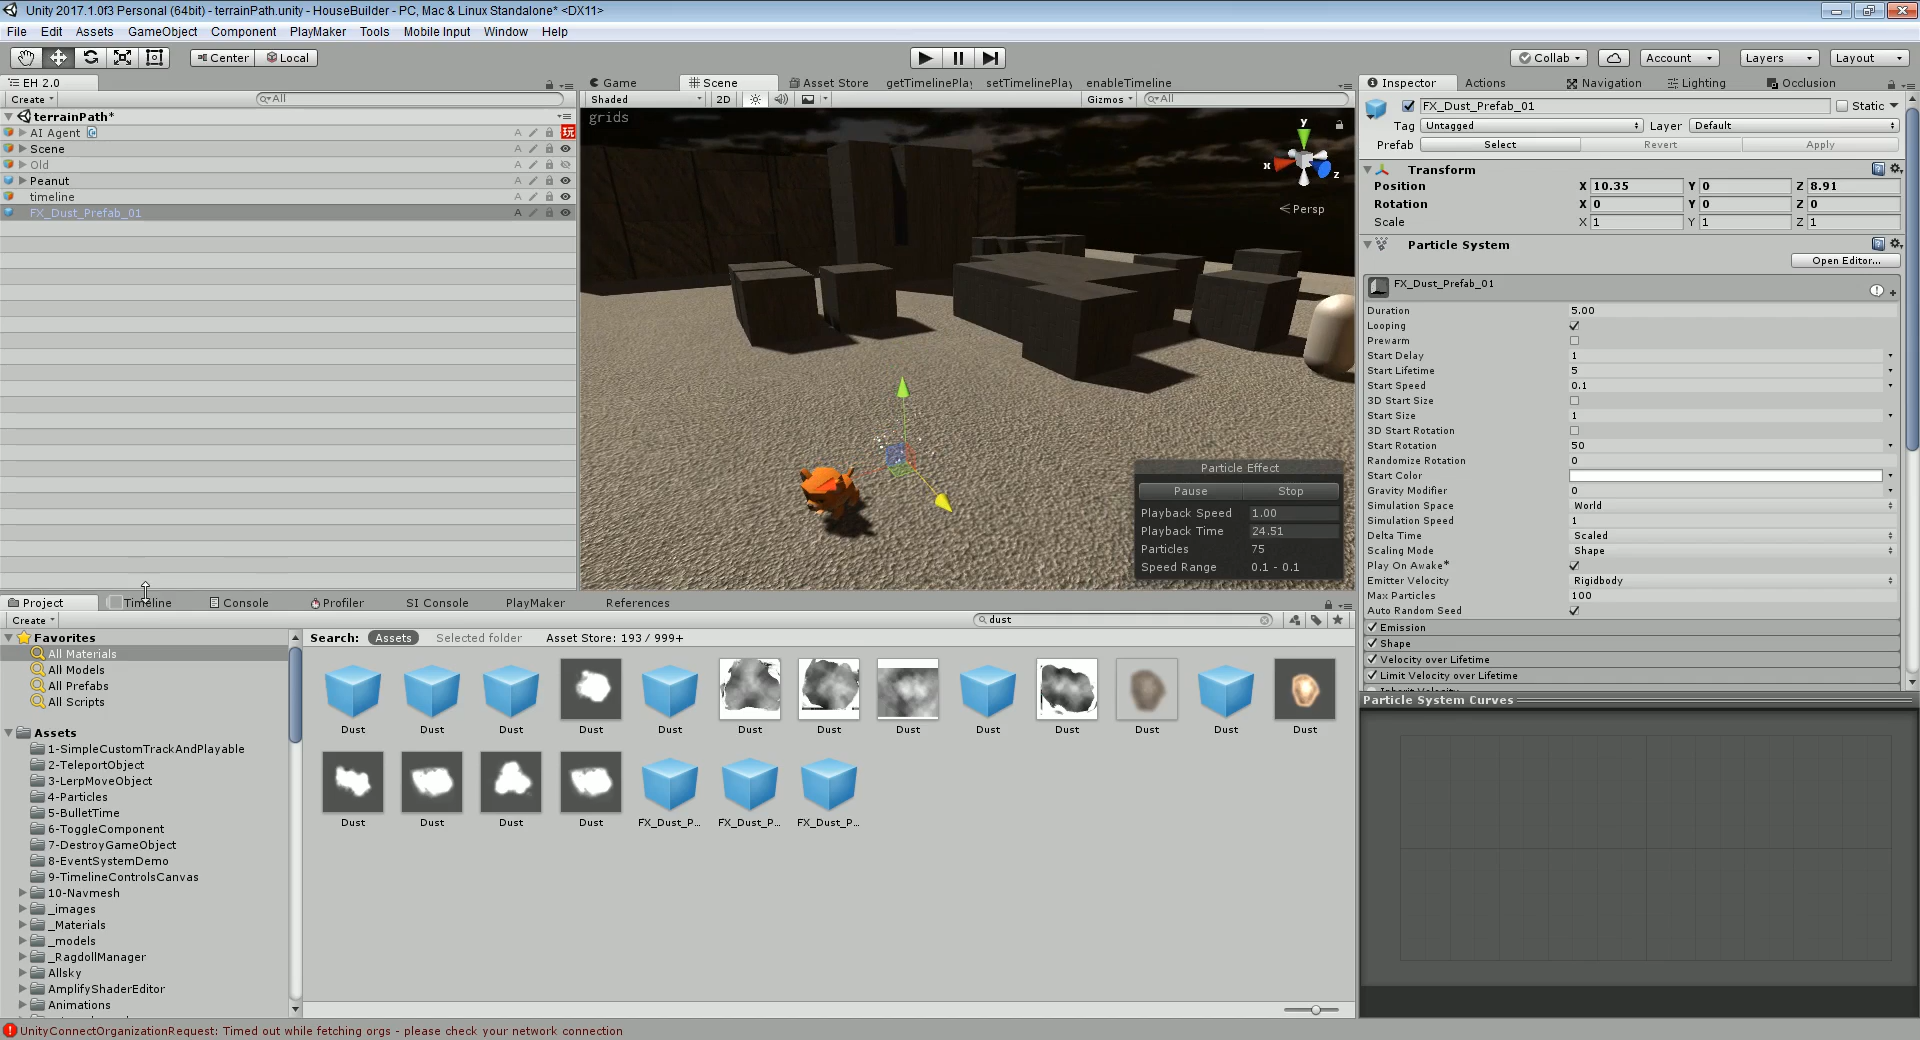 Unity 2017.1.0f3 Personal (64bit) - terrainPath.unity - HouseBuilder - PC, Mac & Linux Standalone* <DX11>
File Edit Assets GameObject Component PlayMaker Tools Mobile Input Window Help
Center Local Collab Account Layers Layout
EH 2.0
Create All
terrainPath*
AI Agent A 玩
Scene A
Old A
Peanut A
timeline A
FX_Dust_Prefab_01 A
Game Scene Asset Store getTimelinePlay setTimelinePlay enableTimeline
Shaded 2D Gizmos All
grids
y
x
z
Persp
Particle Effect
Pause Stop
Playback Speed 1.00
Playback Time 24.51
Particles 75
Speed Range 0.1 - 0.1
Inspector Actions Navigation Lighting Occlusion
FX_Dust_Prefab_01 Static
Tag Untagged Layer Default
Prefab Select Revert Apply
Transform
Position X 10.35 Y 0 Z 8.91
Rotation X 0 Y 0 Z 0
Scale X 1 Y 1 Z 1
Particle System
Open Editor...
FX_Dust_Prefab_01
Duration 5.00
Looping
Prewarm
Start Delay 1
Start Lifetime 5
Start Speed 0.1
3D Start Size
Start Size 1
3D Start Rotation
Start Rotation 50
Randomize Rotation 0
Start Color
Gravity Modifier 0
Simulation Space World
Simulation Speed 1
Delta Time Scaled
Scaling Mode Shape
Play On Awake*
Emitter Velocity Rigidbody
Max Particles 100
Auto Random Seed
Emission
Shape
Velocity over Lifetime
Limit Velocity over Lifetime
Inherit Velocity
Particle System Curves
Project Timeline Console Profiler SI Console PlayMaker References
Create dust
Favorites
All Materials
All Models
All Prefabs
All Scripts
Assets
1-SimpleCustomTrackAndPlayable
2-TeleportObject
3-LerpMoveObject
4-Particles
5-BulletTime
6-ToggleComponent
7-DestroyGameObject
8-EventSystemDemo
9-TimelineControlsCanvas
10-Navmesh
_images
_Materials
_models
_RagdollManager
Allsky
AmplifyShaderEditor
Animations
Search: Assets Selected folder Asset Store: 193 / 999+
Dust Dust Dust Dust Dust Dust Dust Dust Dust Dust Dust Dust Dust
Dust Dust Dust Dust FX_Dust_P... FX_Dust_P... FX_Dust_P...
UnityConnectOrganizationRequest: Timed out while fetching orgs - please check your network connection